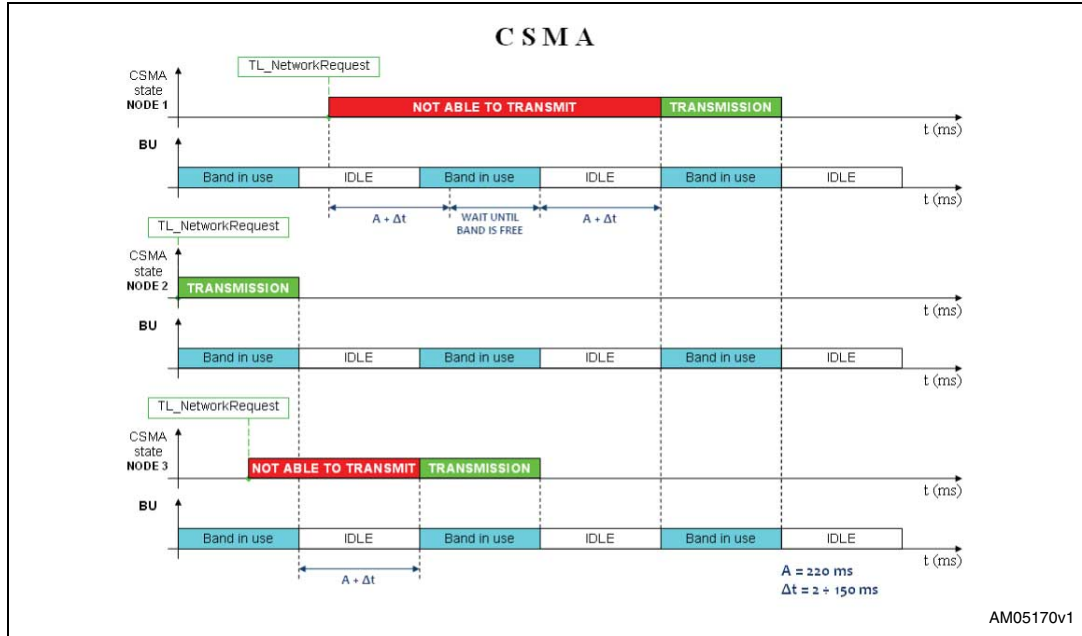 C S M A
TL_NetworkRequest
CSMA
state
NODE 1
NOT ABLE TO TRANSMIT
TRANSMISSION
t (ms)
BU
Band in use
IDLE
Band in use
IDLE
Band in use
IDLE
t (ms)
A + Δt
WAIT UNTIL
BAND IS FREE
A + Δt
TL_NetworkRequest
CSMA
state
NODE 2
TRANSMISSION
t (ms)
BU
Band in use
IDLE
Band in use
IDLE
Band in use
IDLE
t (ms)
TL_NetworkRequest
CSMA
state
NODE 3
NOT ABLE TO TRANSMIT
TRANSMISSION
t (ms)
BU
Band in use
IDLE
Band in use
IDLE
Band in use
IDLE
t (ms)
A + Δt
A = 220 ms
Δt = 2 ÷ 150 ms
AM05170v1